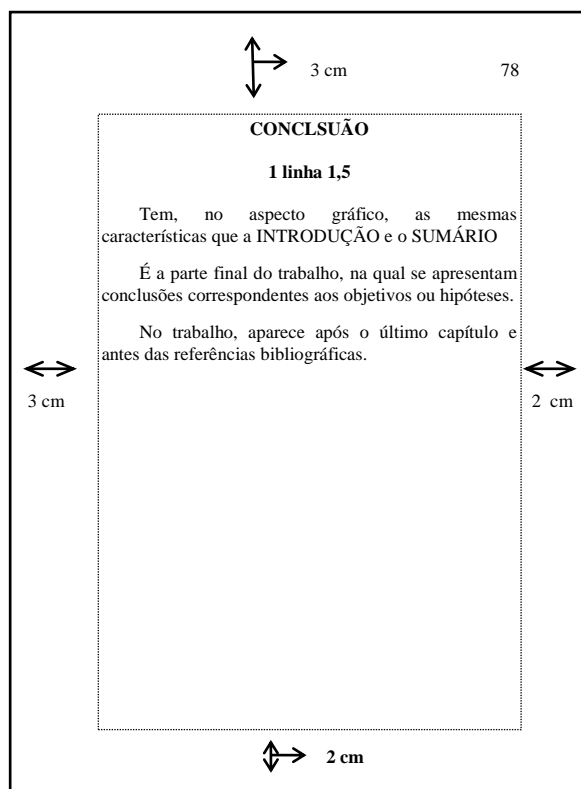 3 cm 78
CONCLSUÃO
1 linha 1,5
Tem, no aspecto gráfico, as mesmas
características que a INTRODUÇÃO e o SUMÁRIO
É a parte final do trabalho, na qual se apresentam
conclusões correspondentes aos objetivos ou hipóteses.
No trabalho, aparece após o último capítulo e
antes das referências bibliográficas.
3 cm 2 cm
2 cm